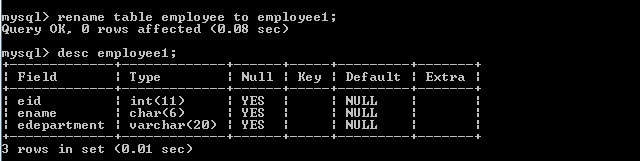 mysql> rename table employee to employee1;
Query OK, 0 rows affected (0.08 sec)
mysql> desc employee1;
+-------------+-------------+------+-----+---------+-------+
| Field       | Type        | Null | Key | Default | Extra |
+-------------+-------------+------+-----+---------+-------+
| eid         | int(11)     | YES  |     | NULL    |       |
| ename       | char(6)     | YES  |     | NULL    |       |
| edepartment | varchar(20) | YES  |     | NULL    |       |
+-------------+-------------+------+-----+---------+-------+
3 rows in set (0.01 sec)